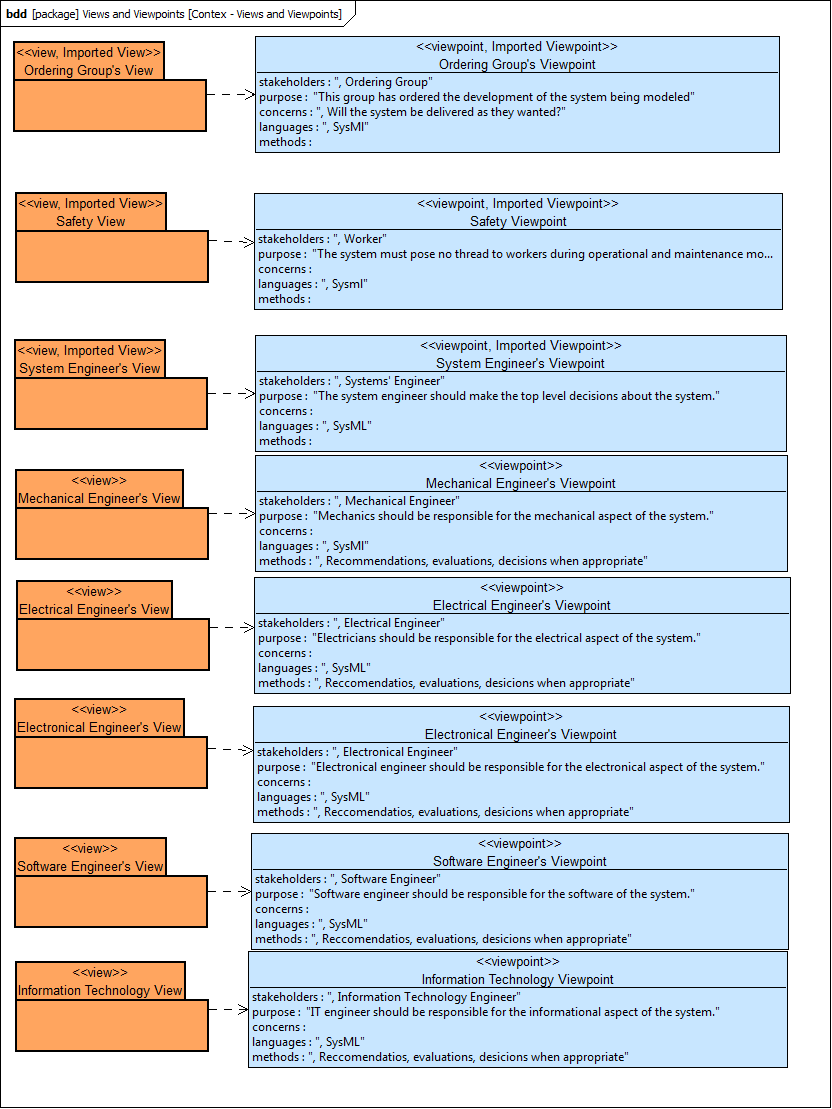 bdd [package] Views and Viewpoints [Contex - Views and Viewpoints]
<<view, Imported View>>
Ordering Group's View
<<viewpoint, Imported Viewpoint>>
Ordering Group's Viewpoint
stakeholders : ", Ordering Group"
purpose : "This group has ordered the development of the system being modeled"
concerns : ", Will the system be delivered as they wanted?"
languages : ", SysMl"
methods :
<<view, Imported View>>
Safety View
<<viewpoint, Imported Viewpoint>>
Safety Viewpoint
stakeholders : ", Worker"
purpose : "The system must pose no thread to workers during operational and maintenance mo...
concerns :
languages : ", Sysml"
methods :
<<view, Imported View>>
System Engineer's View
<<viewpoint, Imported Viewpoint>>
System Engineer's Viewpoint
stakeholders : ", Systems' Engineer"
purpose : "The system engineer should make the top level decisions about the system."
concerns :
languages : ", SysML"
methods :
<<view>>
Mechanical Engineer's View
<<viewpoint>>
Mechanical Engineer's Viewpoint
stakeholders : ", Mechanical Engineer"
purpose : "Mechanics should be responsible for the mechanical aspect of the system."
concerns :
languages : ", SysMl"
methods : ", Recommendations, evaluations, decisions when appropriate"
<<view>>
Electrical Engineer's View
<<viewpoint>>
Electrical Engineer's Viewpoint
stakeholders : ", Electrical Engineer"
purpose : "Electricians should be responsible for the electrical aspect of the system."
concerns :
languages : ", SysML"
methods : ", Reccomendatios, evaluations, desicions when appropriate"
<<view>>
Electronical Engineer's View
<<viewpoint>>
Electronical Engineer's Viewpoint
stakeholders : ", Electronical Engineer"
purpose : "Electronical engineer should be responsible for the electronical aspect of the system."
concerns :
languages : ", SysML"
methods : ", Reccomendatios, evaluations, desicions when appropriate"
<<view>>
Software Engineer's View
<<viewpoint>>
Software Engineer's Viewpoint
stakeholders : ", Software Engineer"
purpose : "Software engineer should be responsible for the software of the system."
concerns :
languages : ", SysML"
methods : ", Reccomendatios, evaluations, desicions when appropriate"
<<view>>
Information Technology View
<<viewpoint>>
Information Technology Viewpoint
stakeholders : ", Information Technology Engineer"
purpose : "IT engineer should be responsible for the informational aspect of the system."
concerns :
languages : ", SysML"
methods : ", Reccomendatios, evaluations, desicions when appropriate"